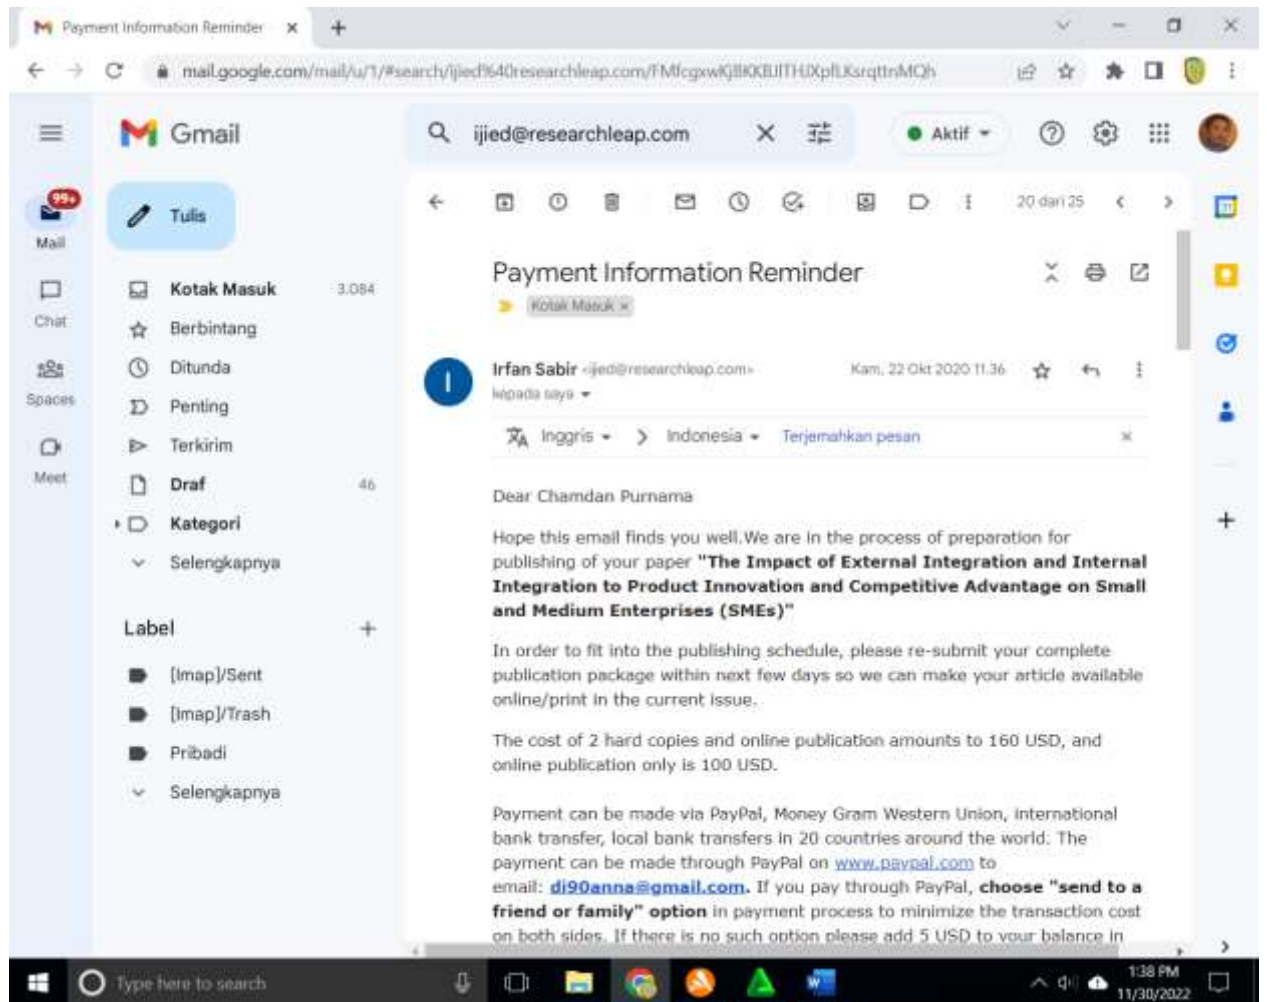 Payment Information Reminder
mail.google.com/mail/u/1/#search/ijied%40researchleap.com/
Gmail
ijied@researchleap.com
Aktif
99+
Mail
Chat
Spaces
Meet
Tulis
Kotak Masuk 3.084
Berbintang
Ditunda
Penting
Terkirim
Draf 46
Kategori
Selengkapnya
Label
[Imap]/Sent
[Imap]/Trash
Pribadi
Selengkapnya
20 dari 25
Payment Information Reminder
Kotak Masuk
I
Irfan Sabir <ijied@researchleap.com> Kam, 22 Okt 2020 11.36
kepada saya
Inggris Indonesia Terjemahkan pesan
Dear Chamdan Purnama
Hope this email finds you well.We are in the process of preparation for
publishing of your paper "The Impact of External Integration and Internal
Integration to Product Innovation and Competitive Advantage on Small
and Medium Enterprises (SMEs)"
In order to fit into the publishing schedule, please re-submit your complete
publication package within next few days so we can make your article available
online/print in the current issue.
The cost of 2 hard copies and online publication amounts to 160 USD, and
online publication only is 100 USD.
Payment can be made via PayPal, Money Gram Western Union, international
bank transfer, local bank transfers in 20 countries around the world. The
payment can be made through PayPal on www.paypal.com to
email: di90anna@gmail.com. If you pay through PayPal, choose "send to a
friend or family" option in payment process to minimize the transaction cost
on both sides. If there is no such option please add 5 USD to your balance in
Type here to search
1:38 PM
11/30/2022